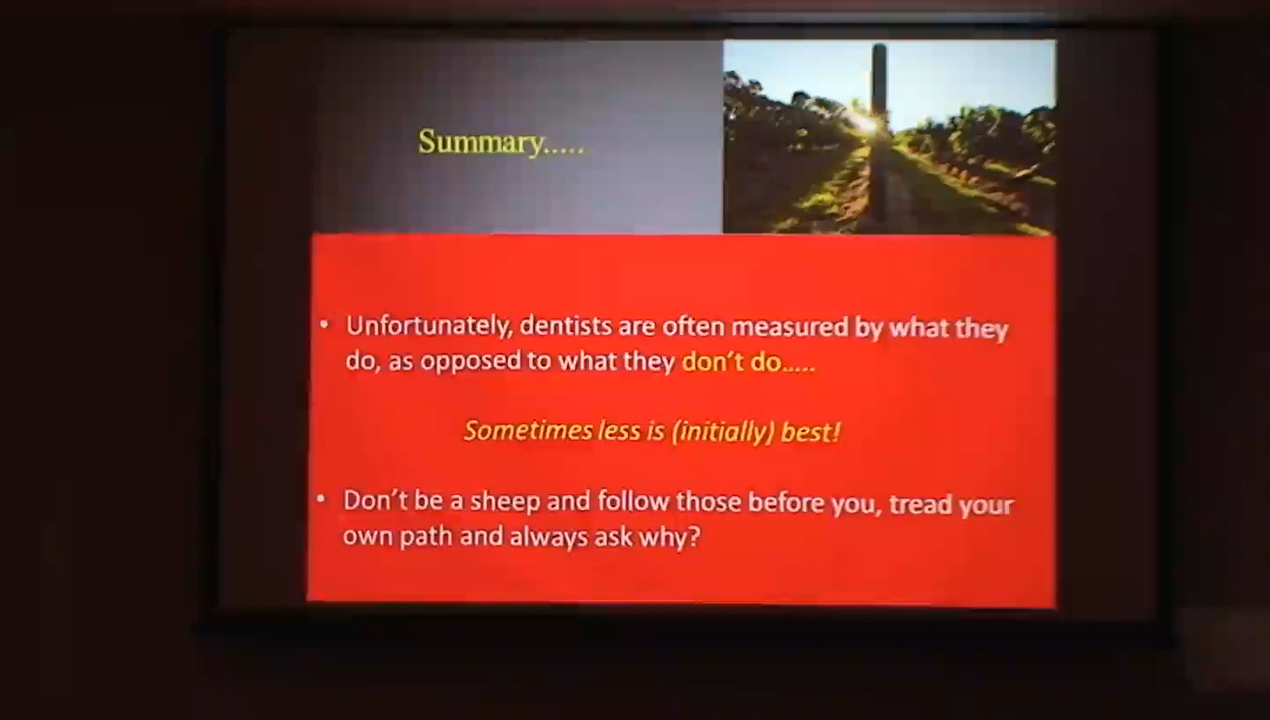 Summary.....
• Unfortunately, dentists are often measured by what they
do, as opposed to what they don't do.....
Sometimes less is (initially) best!
• Don't be a sheep and follow those before you, tread your
own path and always ask why?